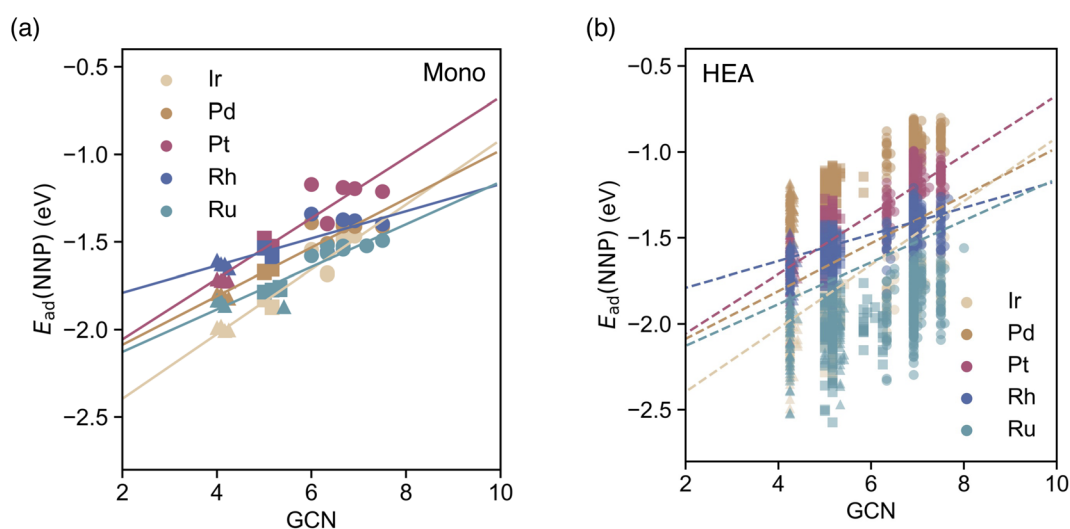 (a)
Mono
Ir
Pd
Pt
Rh
Ru
−0.5
−1.0
−1.5
−2.0
−2.5
E_ad(NNP) (eV)
2 4 6 8 10
GCN
(b)
HEA
−0.5
−1.0
−1.5
−2.0
−2.5
E_ad(NNP) (eV)
Ir
Pd
Pt
Rh
Ru
2 4 6 8 10
GCN